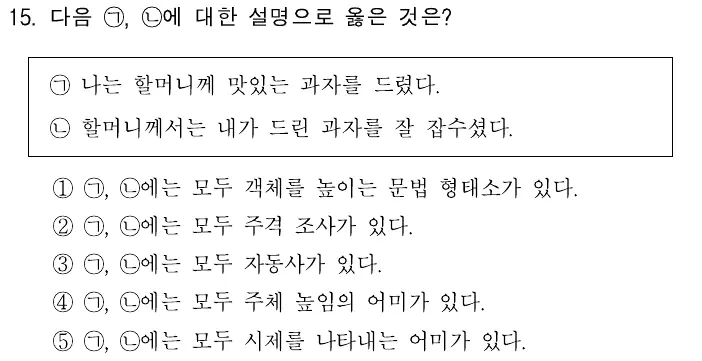 15. 다음 ㉠, ㉡에 대한 설명으로 옳은 것은?
㉠ 나는 할머니께 맛있는 과자를 드렸다.
㉡ 할머니께서는 내가 드린 과자를 잘 잡수셨다.
① ㉠, ㉡에는 모두 객체를 높이는 문법 형태소가 있다.
② ㉠, ㉡에는 모두 주격 조사가 있다.
③ ㉠, ㉡에는 모두 자동사가 있다.
④ ㉠, ㉡에는 모두 주체 높임의 어미가 있다.
⑤ ㉠, ㉡에는 모두 시제를 나타내는 어미가 있다.